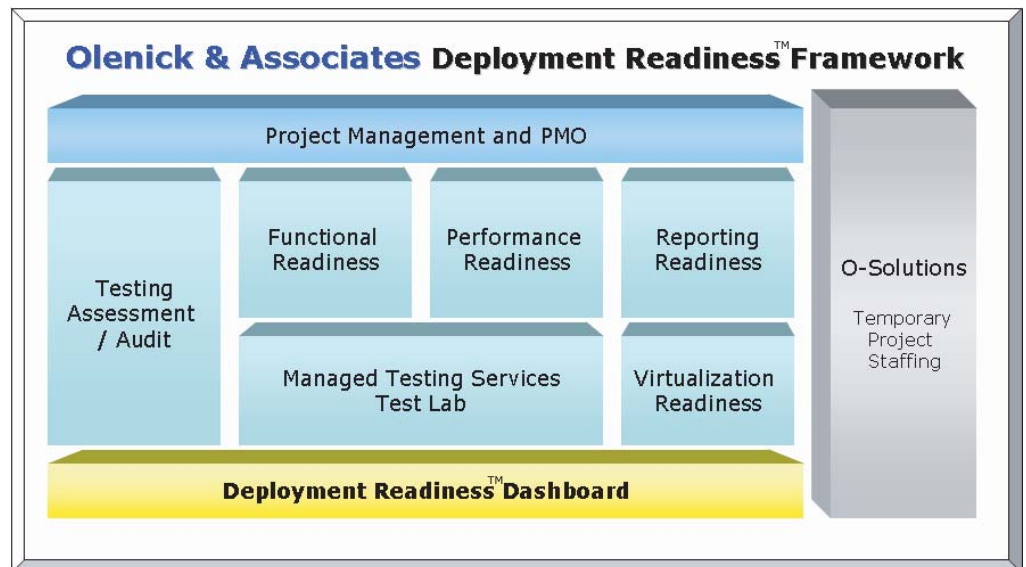 Olenick & Associates Deployment Readiness™ Framework
Project Management and PMO
Testing
Assessment
/ Audit
Functional
Readiness
Performance
Readiness
Reporting
Readiness
Managed Testing Services
Test Lab
Virtualization
Readiness
Deployment Readiness™ Dashboard
O-Solutions
Temporary
Project
Staffing